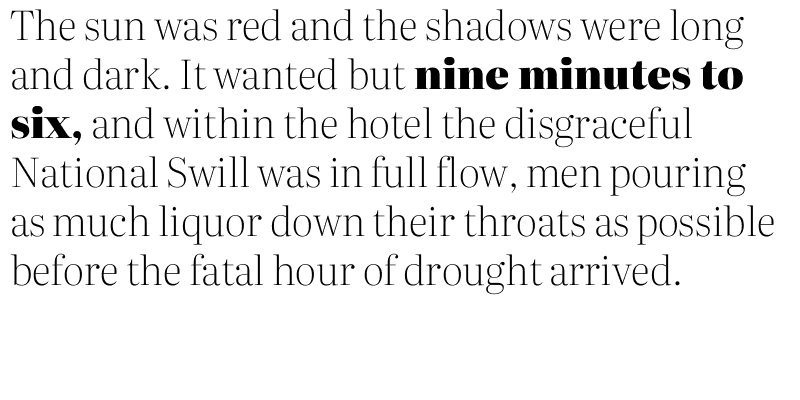 The sun was red and the shadows were long
and dark. It wanted but nine minutes to
six, and within the hotel the disgraceful
National Swill was in full flow, men pouring
as much liquor down their throats as possible
before the fatal hour of drought arrived.